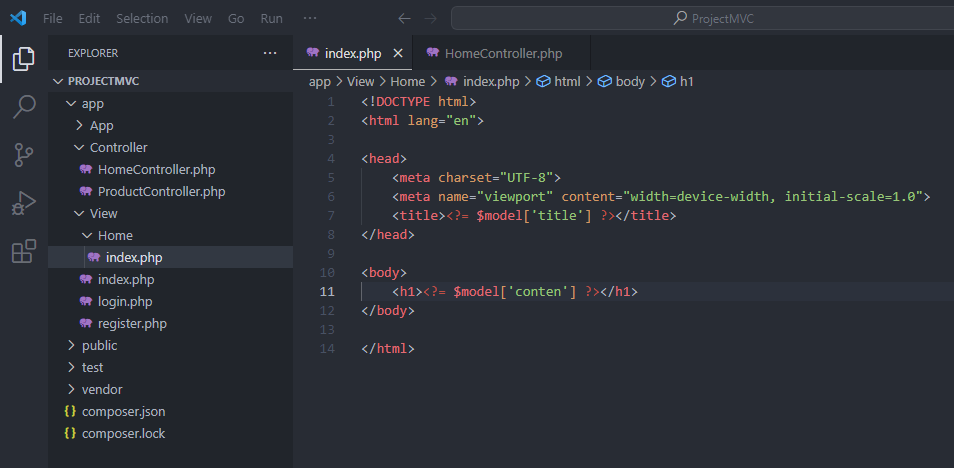 File Edit Selection View Go Run ··· ProjectMVC
EXPLORER ···
PROJECTMVC
app
App
Controller
HomeController.php
ProductController.php
View
Home
index.php
index.php
login.php
register.php
public
test
vendor
{} composer.json
{} composer.lock
index.php HomeController.php
app > View > Home > index.php > html > body > h1
1 <!DOCTYPE html>
2 <html lang="en">
3
4 <head>
5 <meta charset="UTF-8">
6 <meta name="viewport" content="width=device-width, initial-scale=1.0">
7 <title><?= $model['title'] ?></title>
8 </head>
9
10 <body>
11 <h1><?= $model['conten'] ?></h1>
12 </body>
13
14 </html>